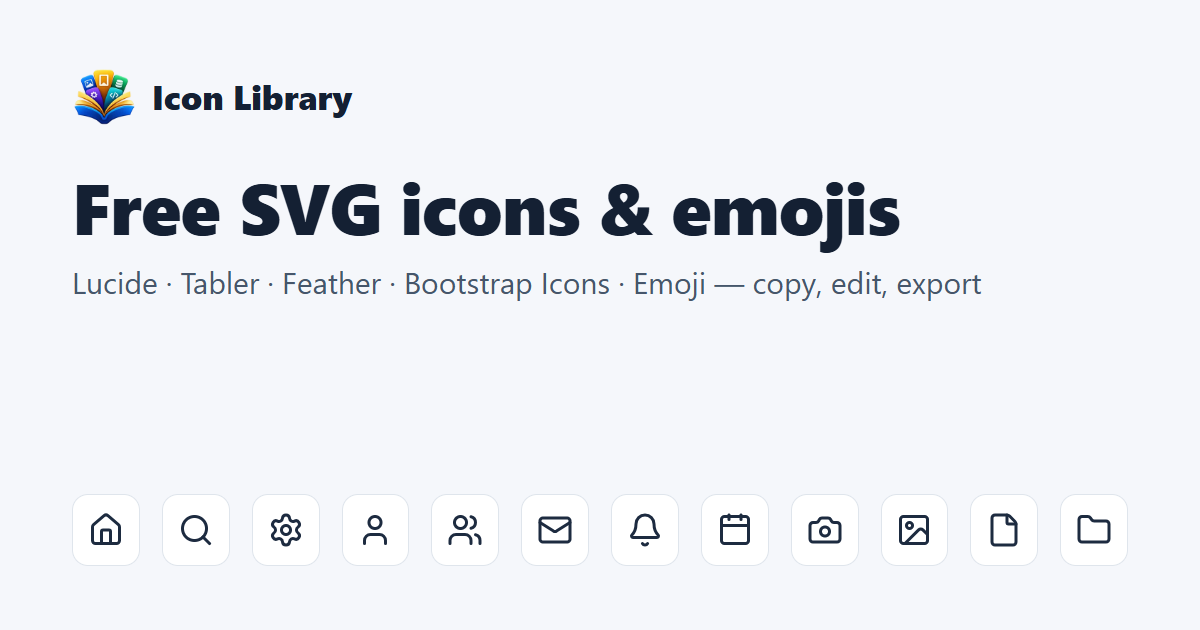 Icon Library
Free SVG icons & emojis
Lucide · Tabler · Feather · Bootstrap Icons · Emoji — copy, edit, export